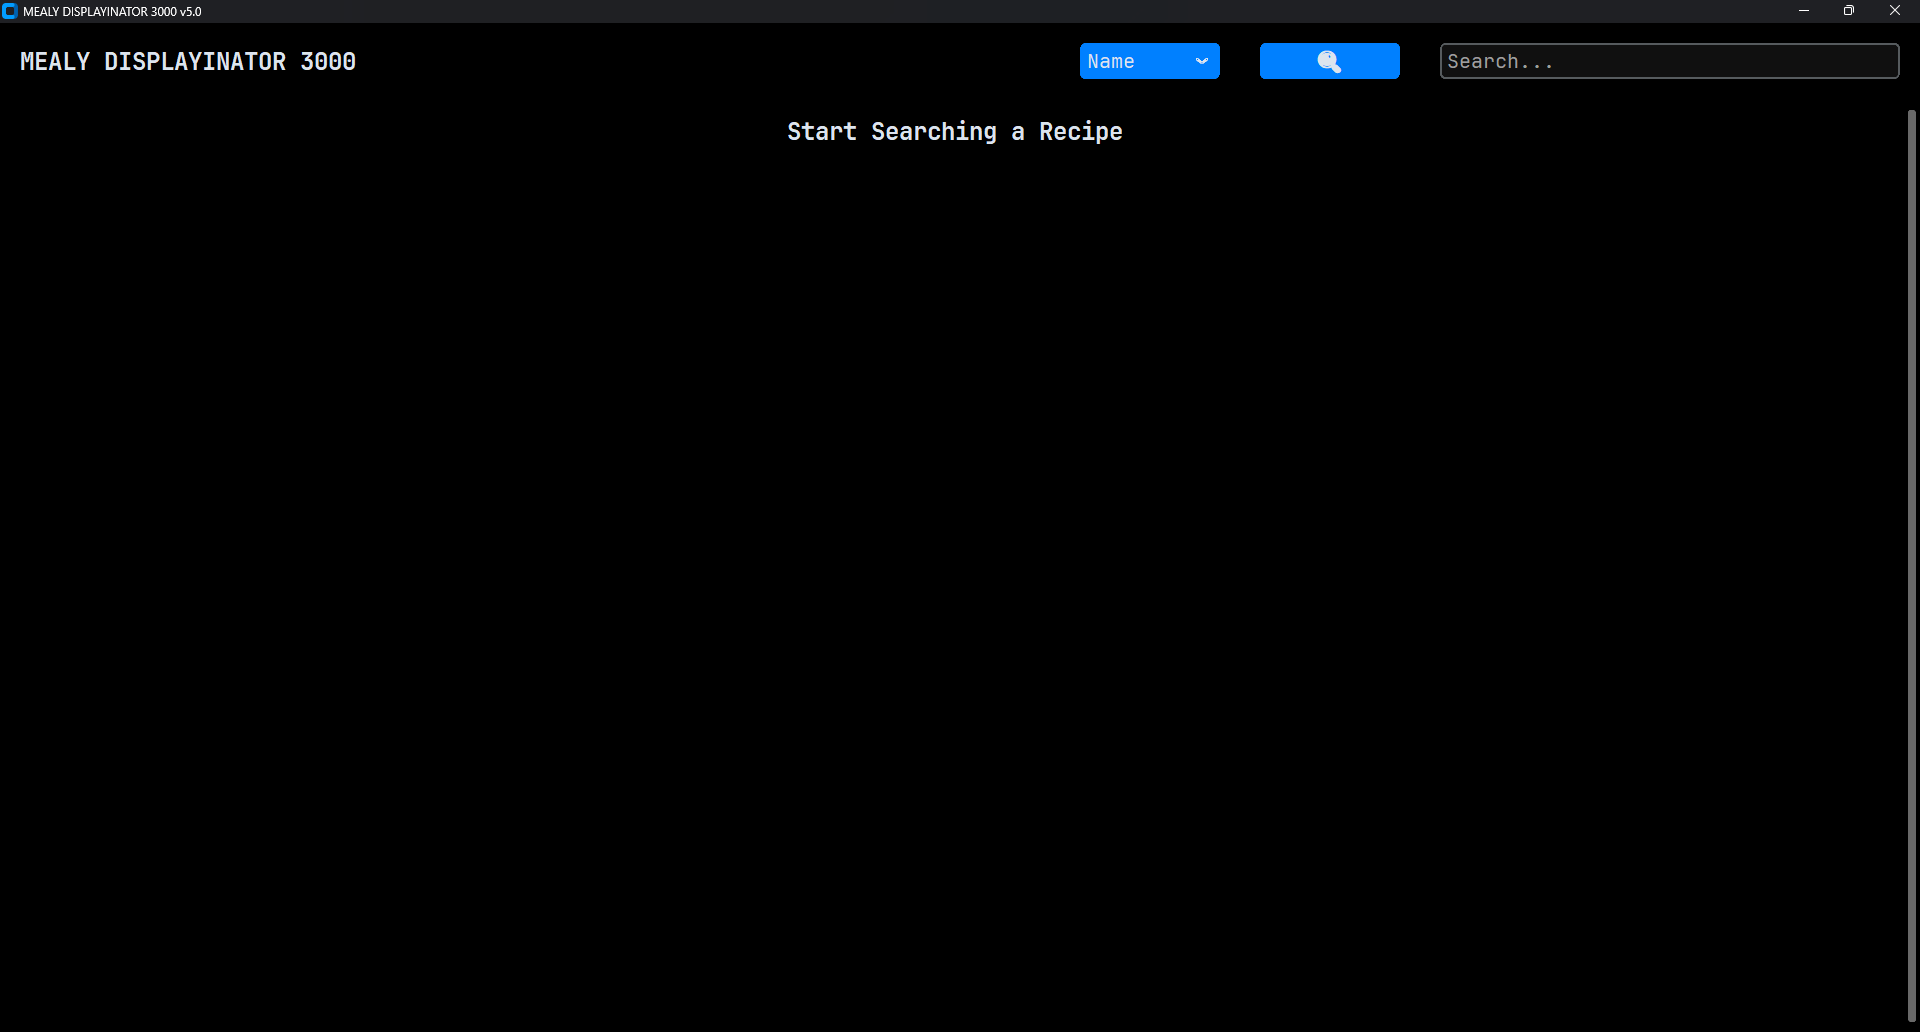 MEALY DISPLAYINATOR 3000 v5.0
MEALY DISPLAYINATOR 3000
Name
Search...
Start Searching a Recipe